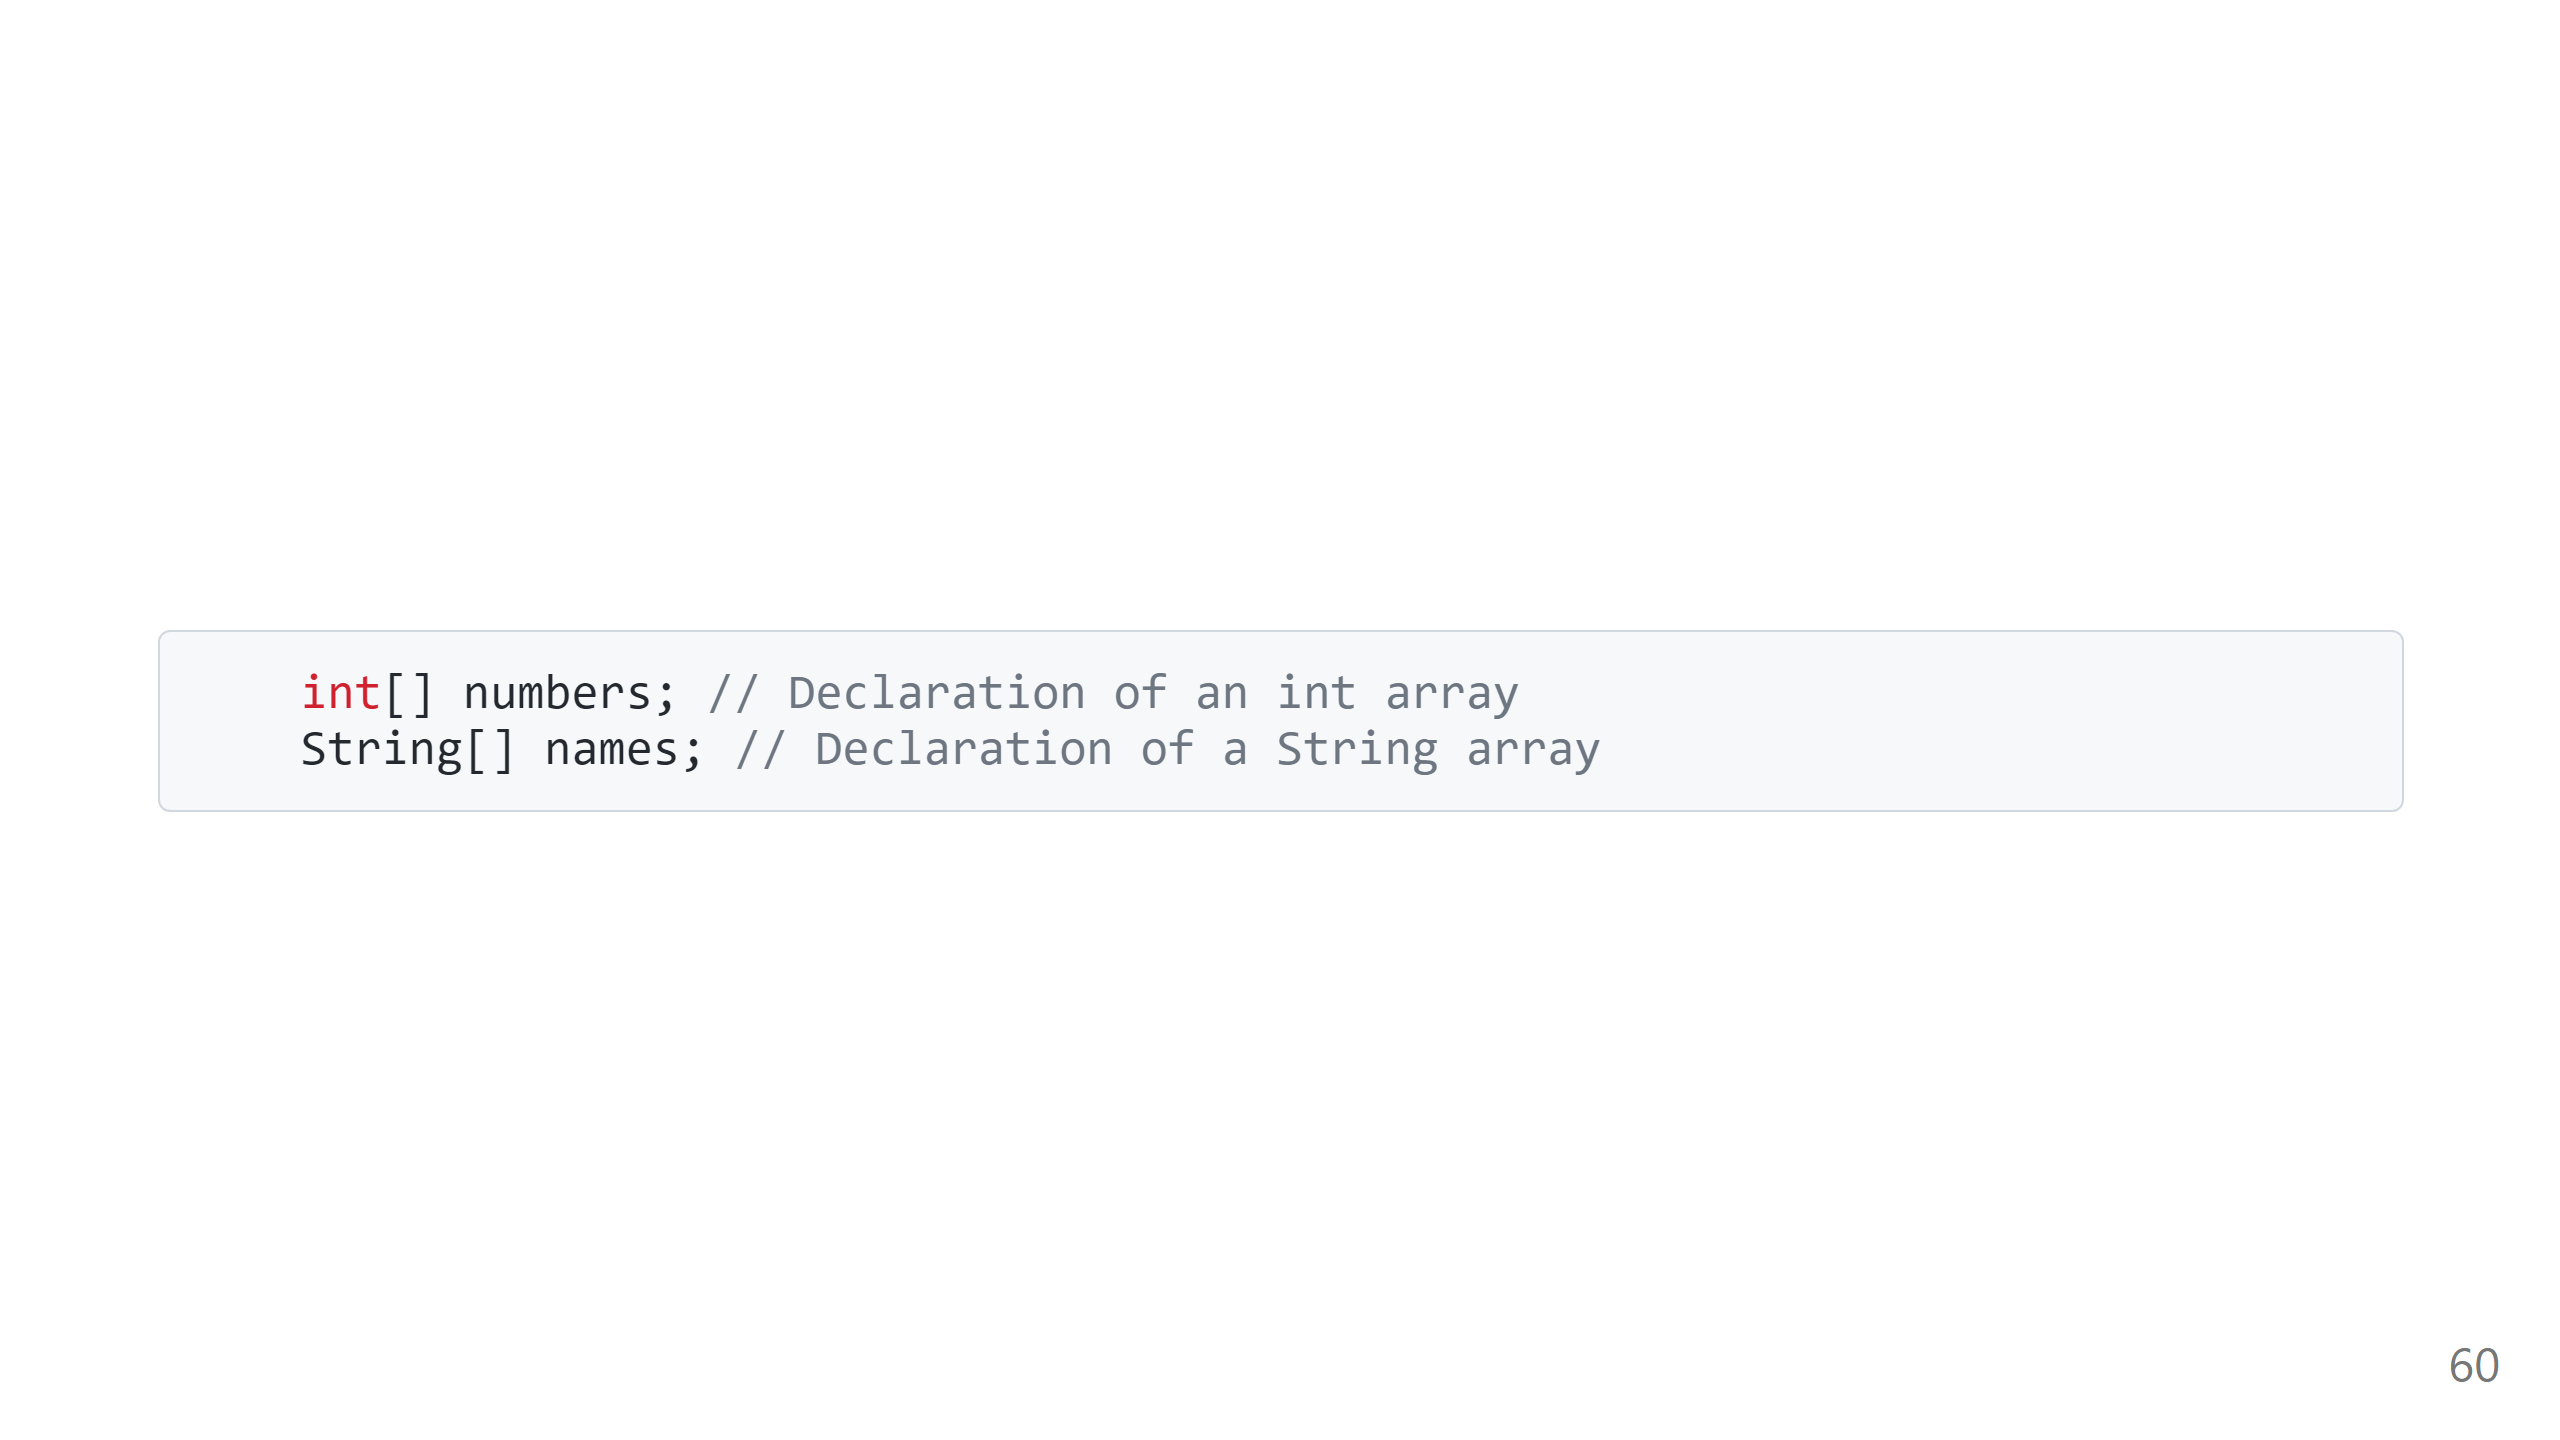 int[] numbers; // Declaration of an int array
String[] names; // Declaration of a String array
60